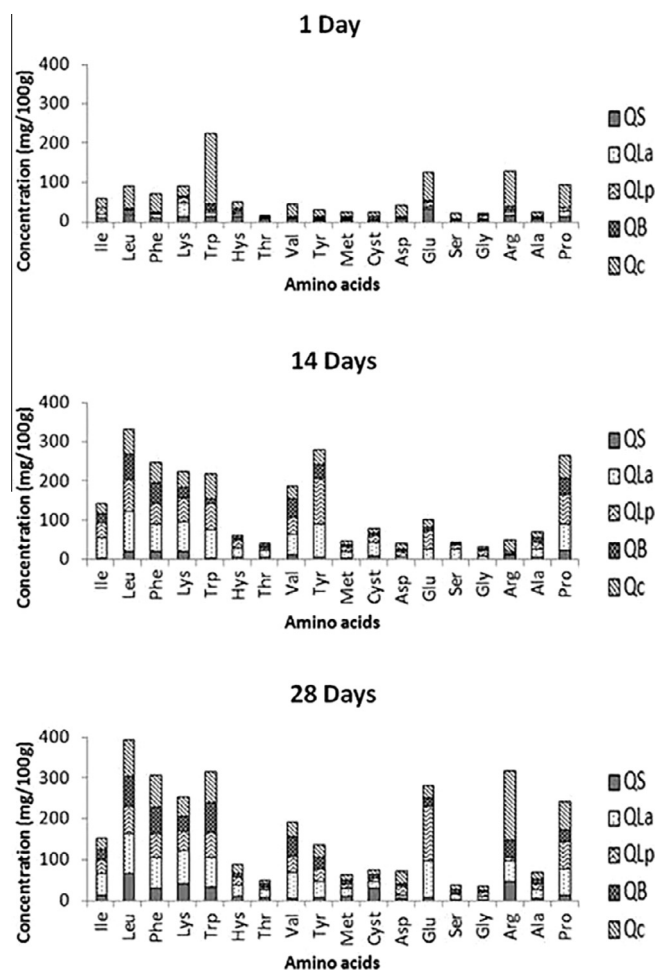 1 Day
Concentration (mg/100g)
400
300
200
100
0
Ile Leu Phe Lys Trp Hys Thr Val Tyr Met Cyst Asp Glu Ser Gly Arg Ala Pro
Amino acids
QS
QLa
QLp
QB
Qc
14 Days
Concentration (mg/100g)
400
300
200
100
0
Ile Leu Phe Lys Trp Hys Thr Val Tyr Met Cyst Asp Glu Ser Gly Arg Ala Pro
Amino acids
QS
QLa
QLp
QB
Qc
28 Days
Concentration (mg/100g)
400
300
200
100
0
Ile Leu Phe Lys Trp Hys Thr Val Tyr Met Cyst Asp Glu Ser Gly Arg Ala Pro
Amino acids
QS
QLa
QLp
QB
Qc